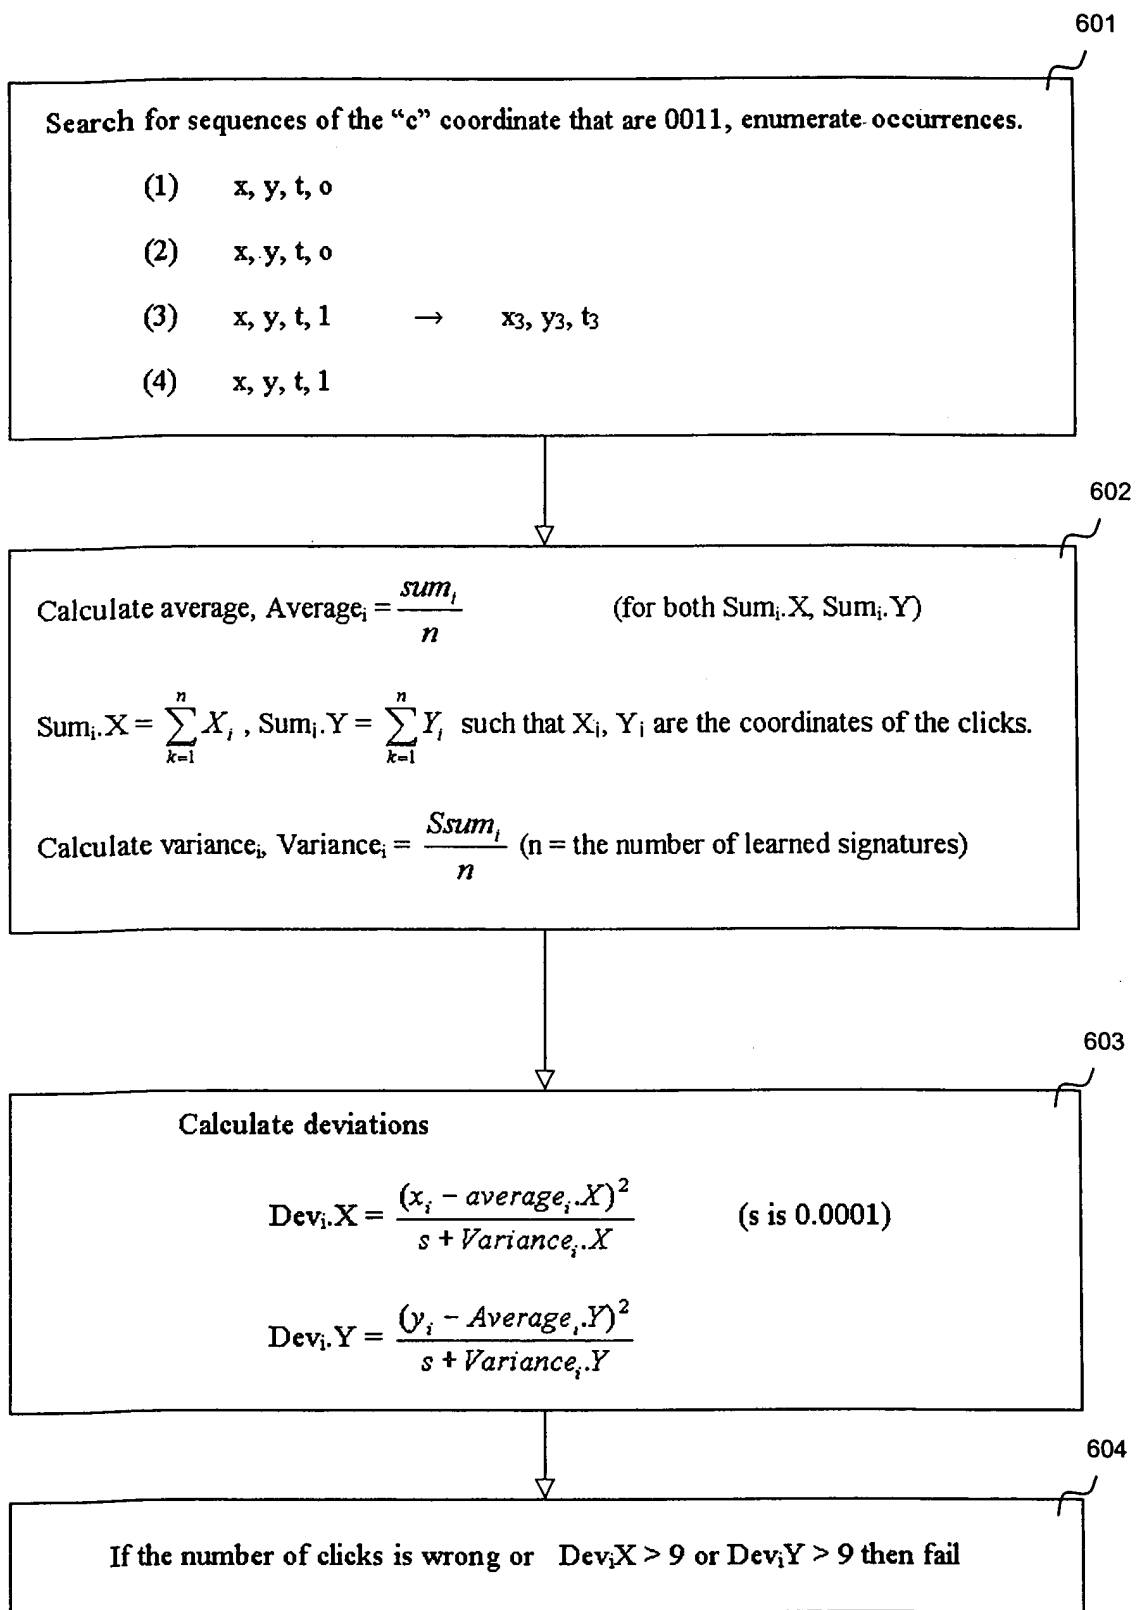 601
Search for sequences of the “c” coordinate that are 0011, enumerate occurrences.
(1) x, y, t, o
(2) x, y, t, o
(3) x, y, t, 1 → x₃, y₃, t₃
(4) x, y, t, 1
602
Calculate average, Averageᵢ = sumᵢ / n (for both Sumᵢ.X, Sumᵢ.Y)
Sumᵢ.X = ∑ₖ₌₁ⁿ Xᵢ , Sumᵢ.Y = ∑ₖ₌₁ⁿ Yᵢ such that Xᵢ, Yᵢ are the coordinates of the clicks.
Calculate varianceᵢ, Varianceᵢ = Ssumᵢ / n (n = the number of learned signatures)
603
Calculate deviations
Devᵢ.X = (xᵢ - averageᵢ.X)² / s + Varianceᵢ.X (s is 0.0001)
Devᵢ.Y = (yᵢ - Averageᵢ.Y)² / s + Varianceᵢ.Y
604
If the number of clicks is wrong or DevᵢX > 9 or DevᵢY > 9 then fail